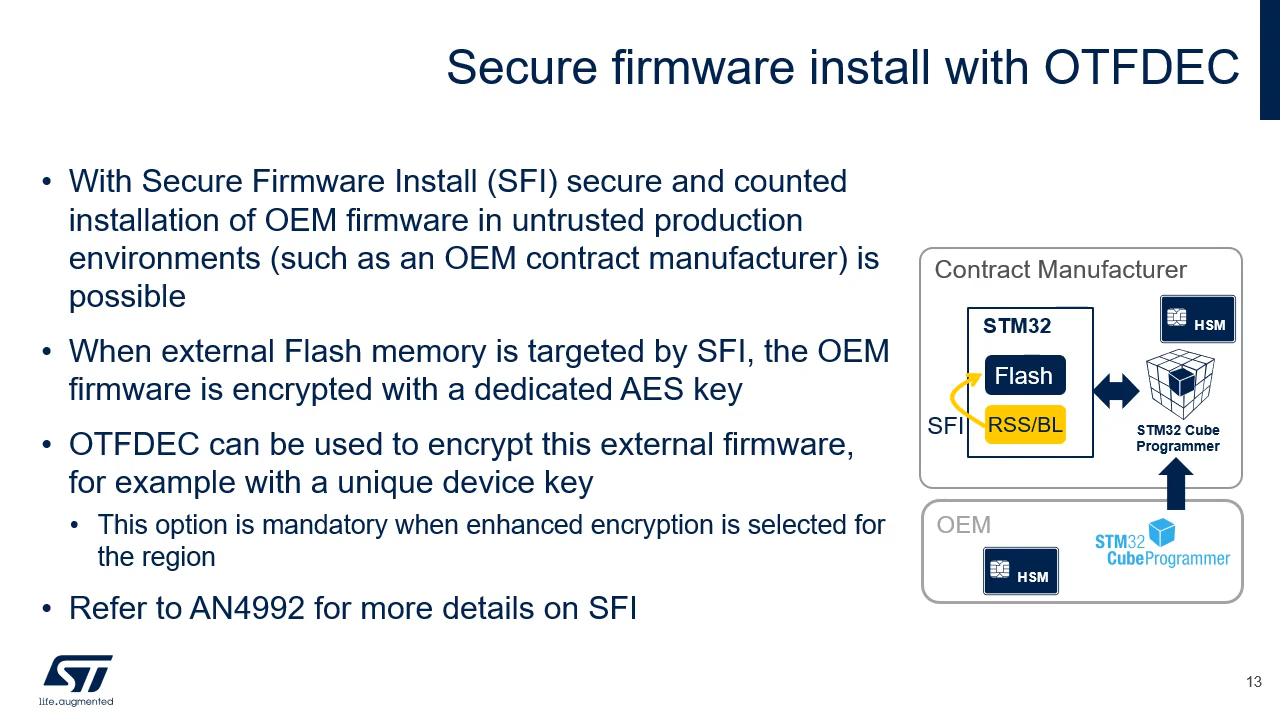 Secure firmware install with OTFDEC
• With Secure Firmware Install (SFI) secure and counted
installation of OEM firmware in untrusted production
environments (such as an OEM contract manufacturer) is
possible
• When external Flash memory is targeted by SFI, the OEM
firmware is encrypted with a dedicated AES key
• OTFDEC can be used to encrypt this external firmware,
for example with a unique device key
• This option is mandatory when enhanced encryption is selected for
the region
• Refer to AN4992 for more details on SFI
Contract Manufacturer
STM32
HSM
Flash
SFI
RSS/BL
STM32 Cube
Programmer
OEM
HSM
STM32
CubeProgrammer
ST
life.augmented
13